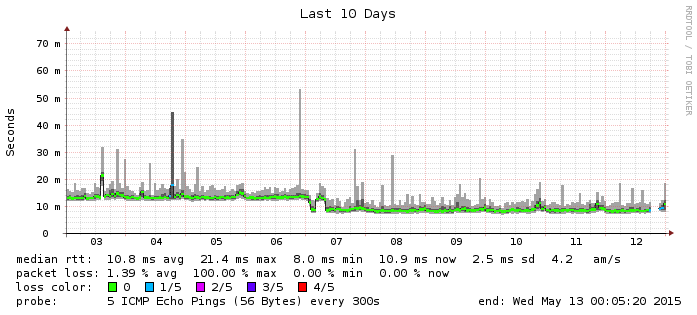 Last 10 Days
RRDTOOL / TOBI OETIKER
Seconds
70 m
60 m
50 m
40 m
30 m
20 m
10 m
0
03 04 05 06 07 08 09 10 11 12
median rtt: 10.8 ms avg 21.4 ms max 8.0 ms min 10.9 ms now 2.5 ms sd 4.2 am/s
packet loss: 1.39 % avg 100.00 % max 0.00 % min 0.00 % now
loss color: 0 1/5 2/5 3/5 4/5
probe: 5 ICMP Echo Pings (56 Bytes) every 300s end: Wed May 13 00:05:20 2015